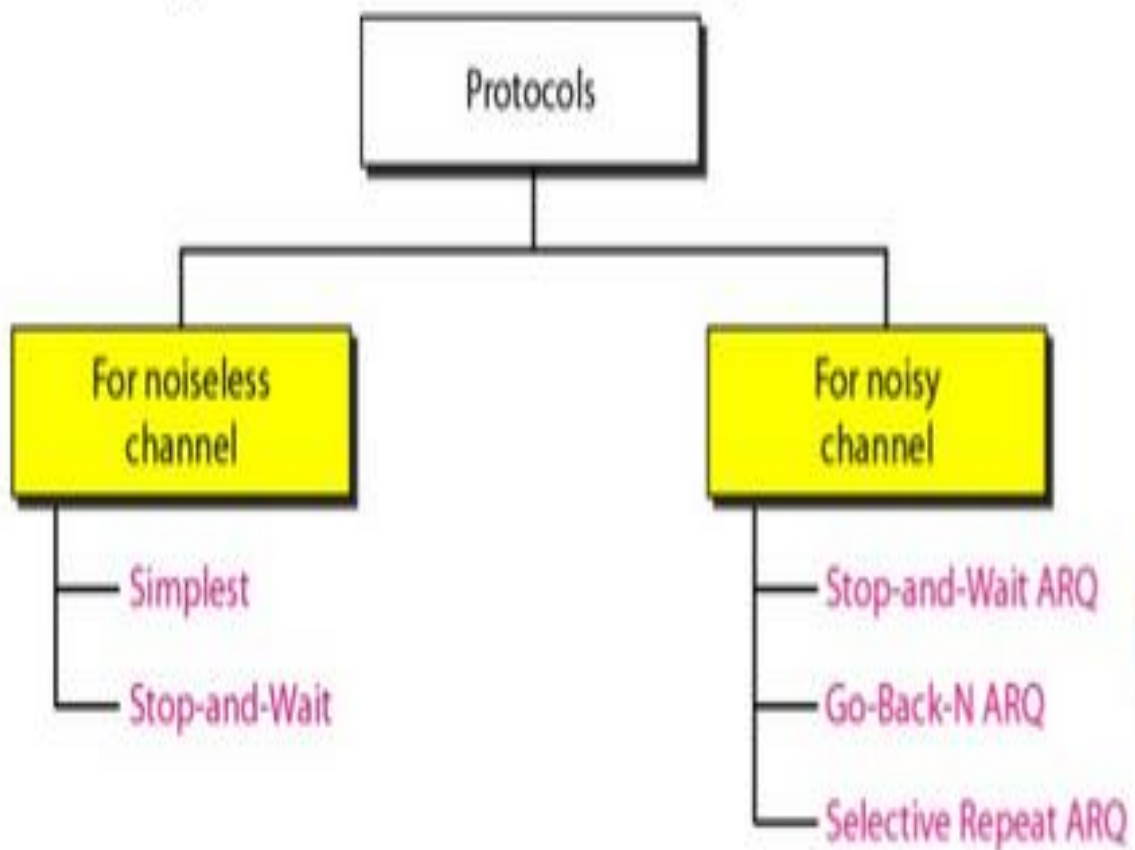 Protocols
For noiseless
channel
Simplest
Stop-and-Wait
For noisy
channel
Stop-and-Wait ARQ
Go-Back-N ARQ
Selective Repeat ARQ